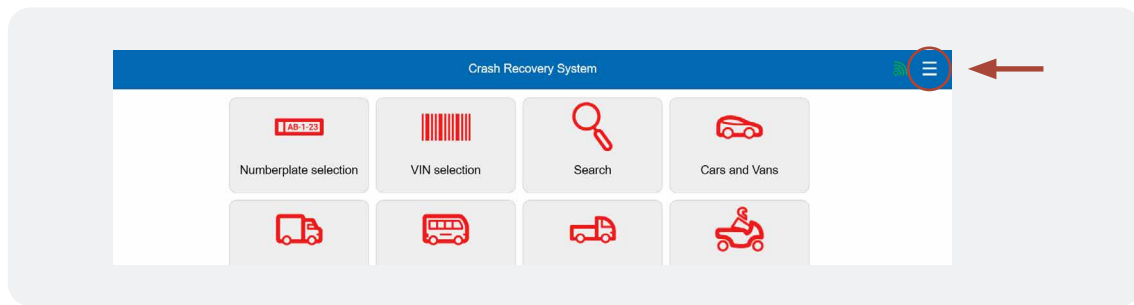 Crash Recovery System
AB-1-23
Numberplate selection
VIN selection
Search
Cars and Vans